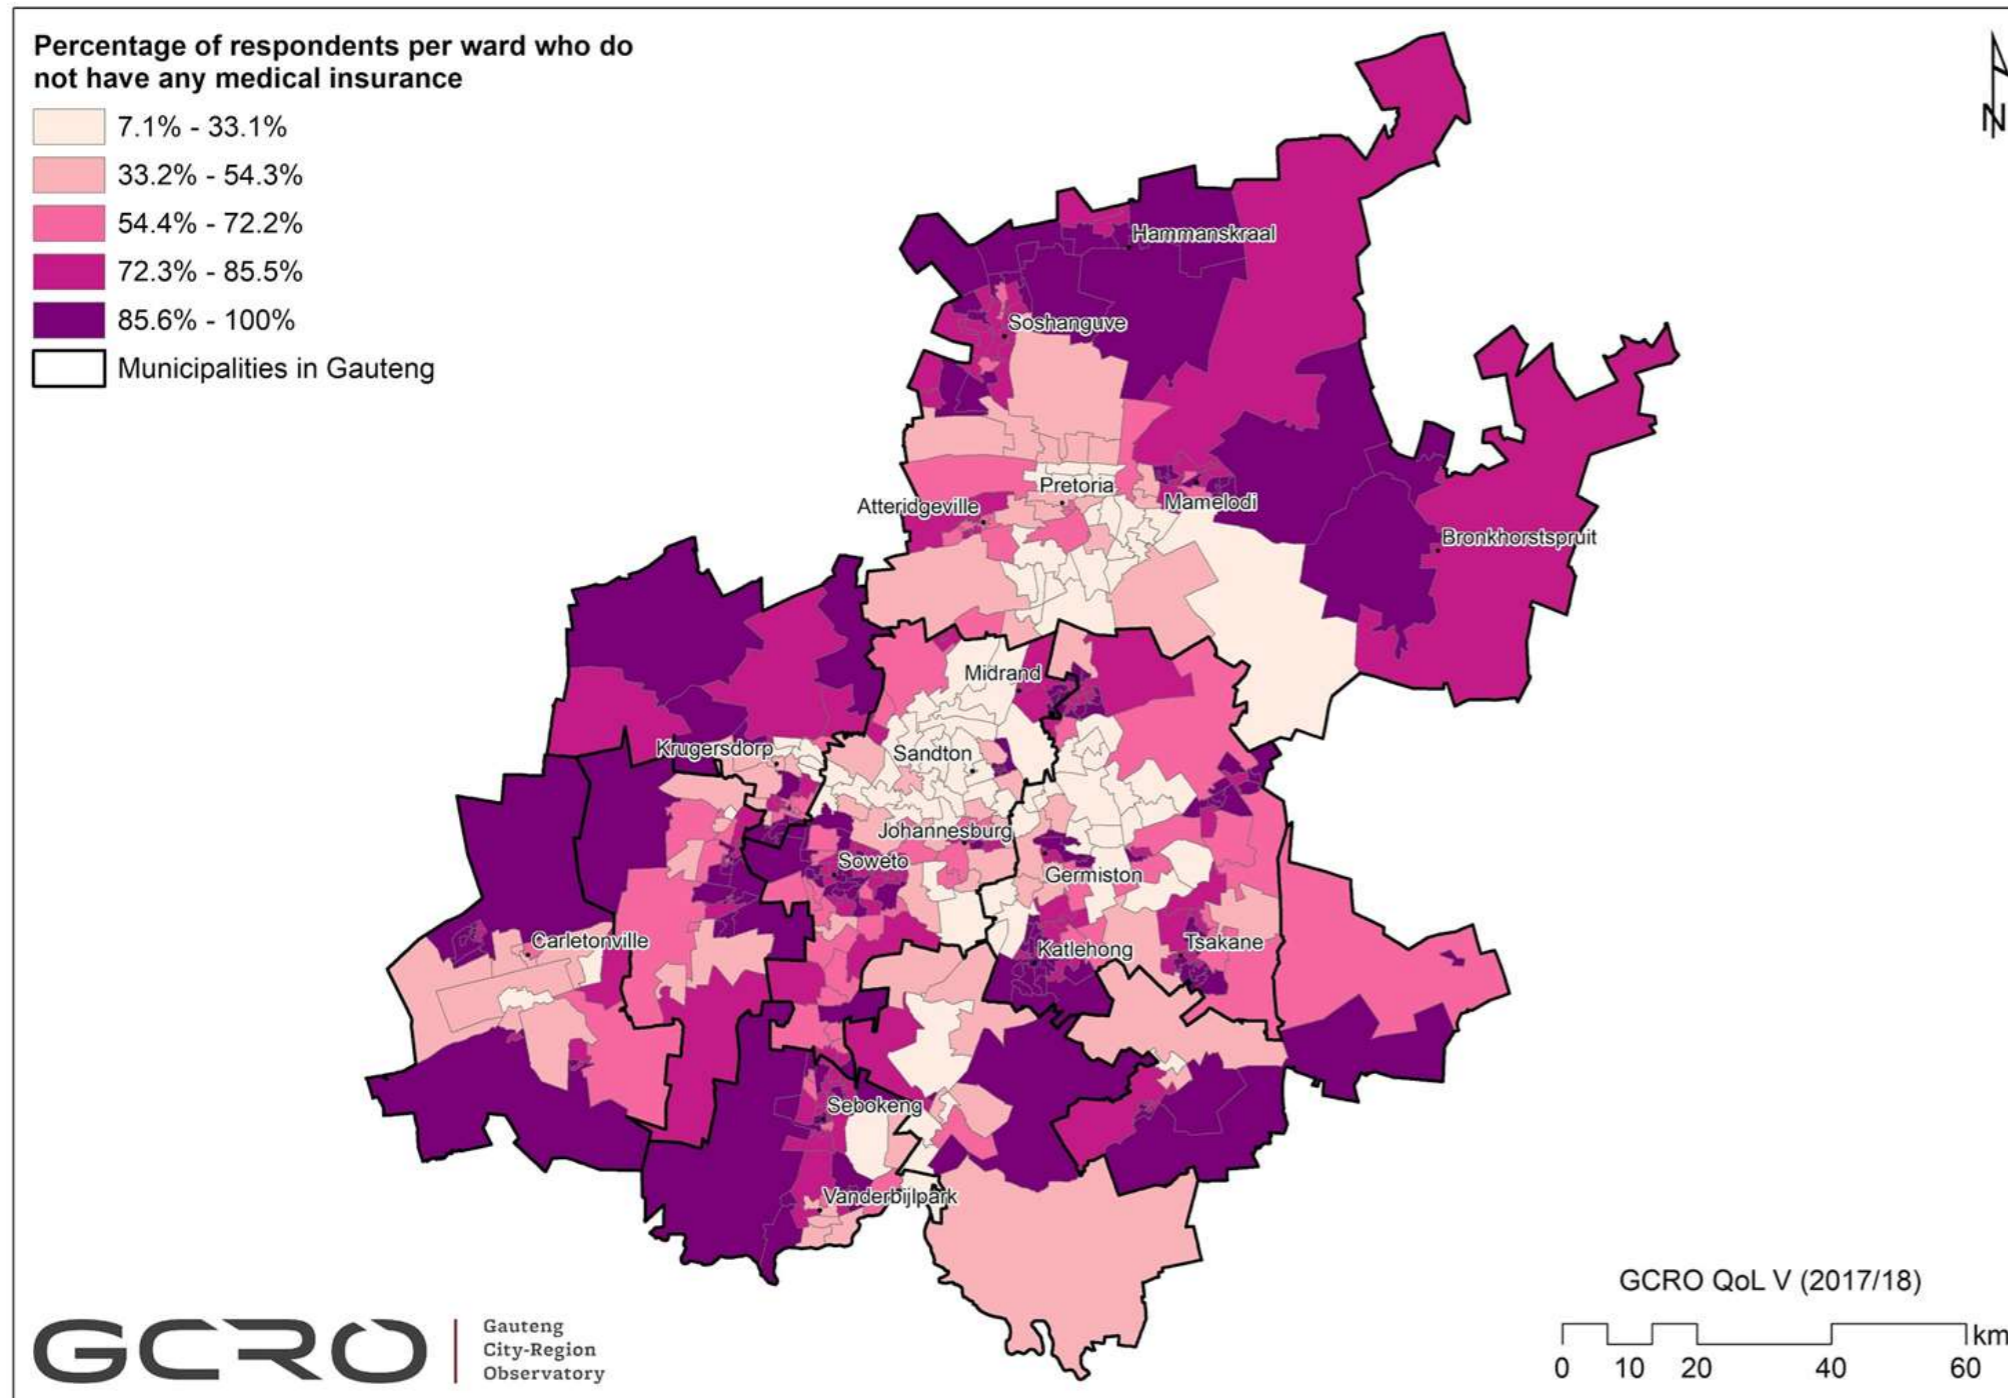 Percentage of respondents per ward who do
not have any medical insurance
7.1% - 33.1%
33.2% - 54.3%
54.4% - 72.2%
72.3% - 85.5%
85.6% - 100%
Municipalities in Gauteng
N
Hammanskraal
Soshanguve
Pretoria
Atteridgeville
Mamelodi
Bronkhorstspruit
Midrand
Krugersdorp
Sandton
Johannesburg
Soweto
Germiston
Carletonville
Katlehong
Tsakane
Sebokeng
Vanderbijlpark
GCRO QoL V (2017/18)
km
0 10 20 40 60
GCRO
Gauteng
City-Region
Observatory